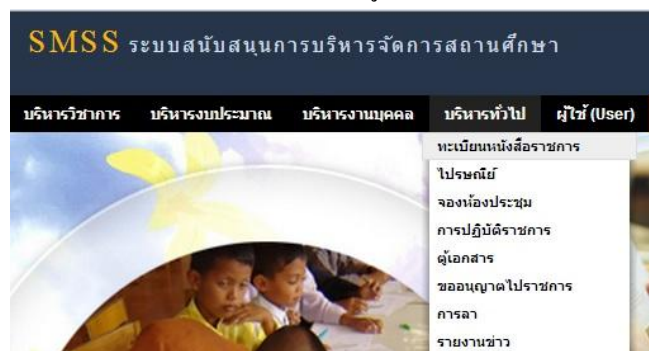 SMSS ระบบสนับสนุนการบริหารจัดการสถานศึกษา
บริหารวิชาการ บริหารงบประมาณ บริหารงานบุคคล บริหารทั่วไป ผู้ใช้ (User)
ทะเบียนหนังสือราชการ
ไปรษณีย์
จองห้องประชุม
การปฏิบัติราชการ
ตู้เอกสาร
ขออนุญาตไปราชการ
การลา
รายงานข่าว